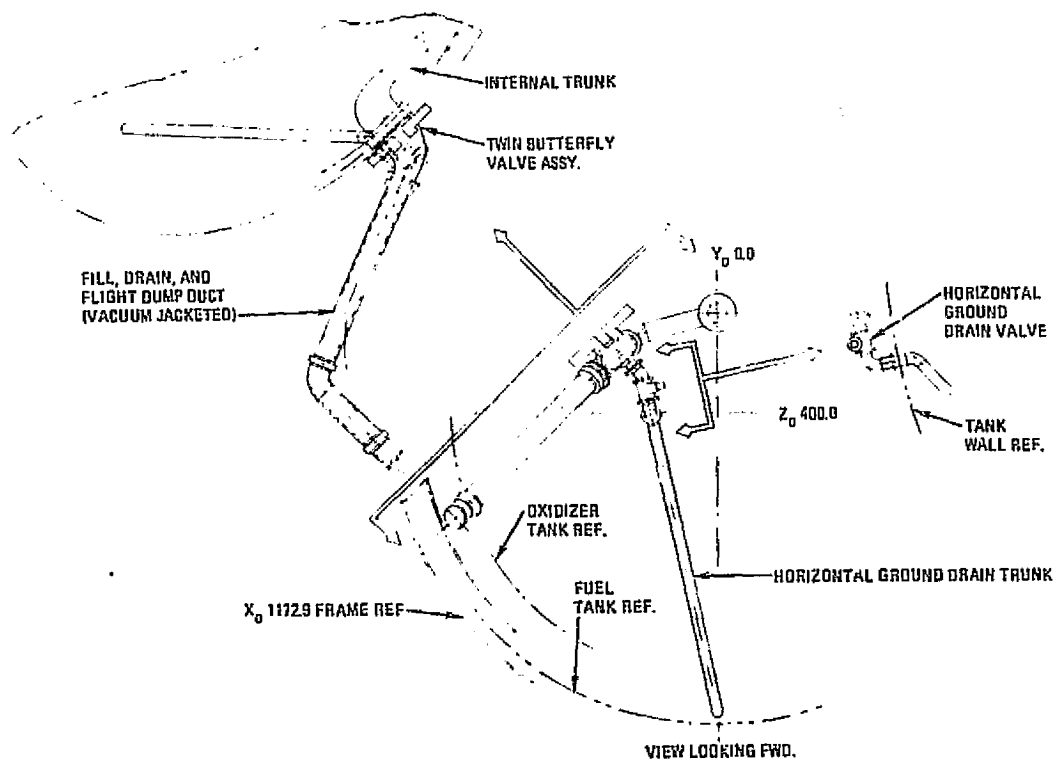 INTERNAL TRUNK
TWIN BUTTERFLY
VALVE ASSY.
FILL, DRAIN, AND
FLIGHT DUMP DUCT
(VACUUM JACKETED)
Y₀ 0.0
HORIZONTAL
GROUND
DRAIN VALVE
Z₀ 400.0
TANK
WALL REF.
OXIDIZER
TANK REF.
HORIZONTAL GROUND DRAIN TRUNK
FUEL
TANK REF.
X₀ 1172.9 FRAME REF
VIEW LOOKING FWD.